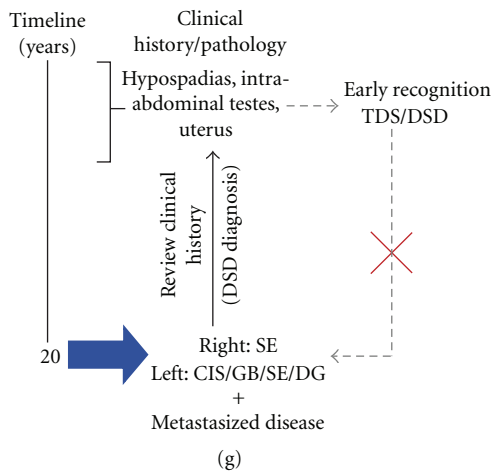 Timeline
(years)
Clinical
history/pathology
Hypospadias, intra-
abdominal testes,
uterus
Early recognition
TDS/DSD
Review clinical
history
(DSD diagnosis)
20
Right: SE
Left: CIS/GB/SE/DG
+
Metastasized disease
(g)